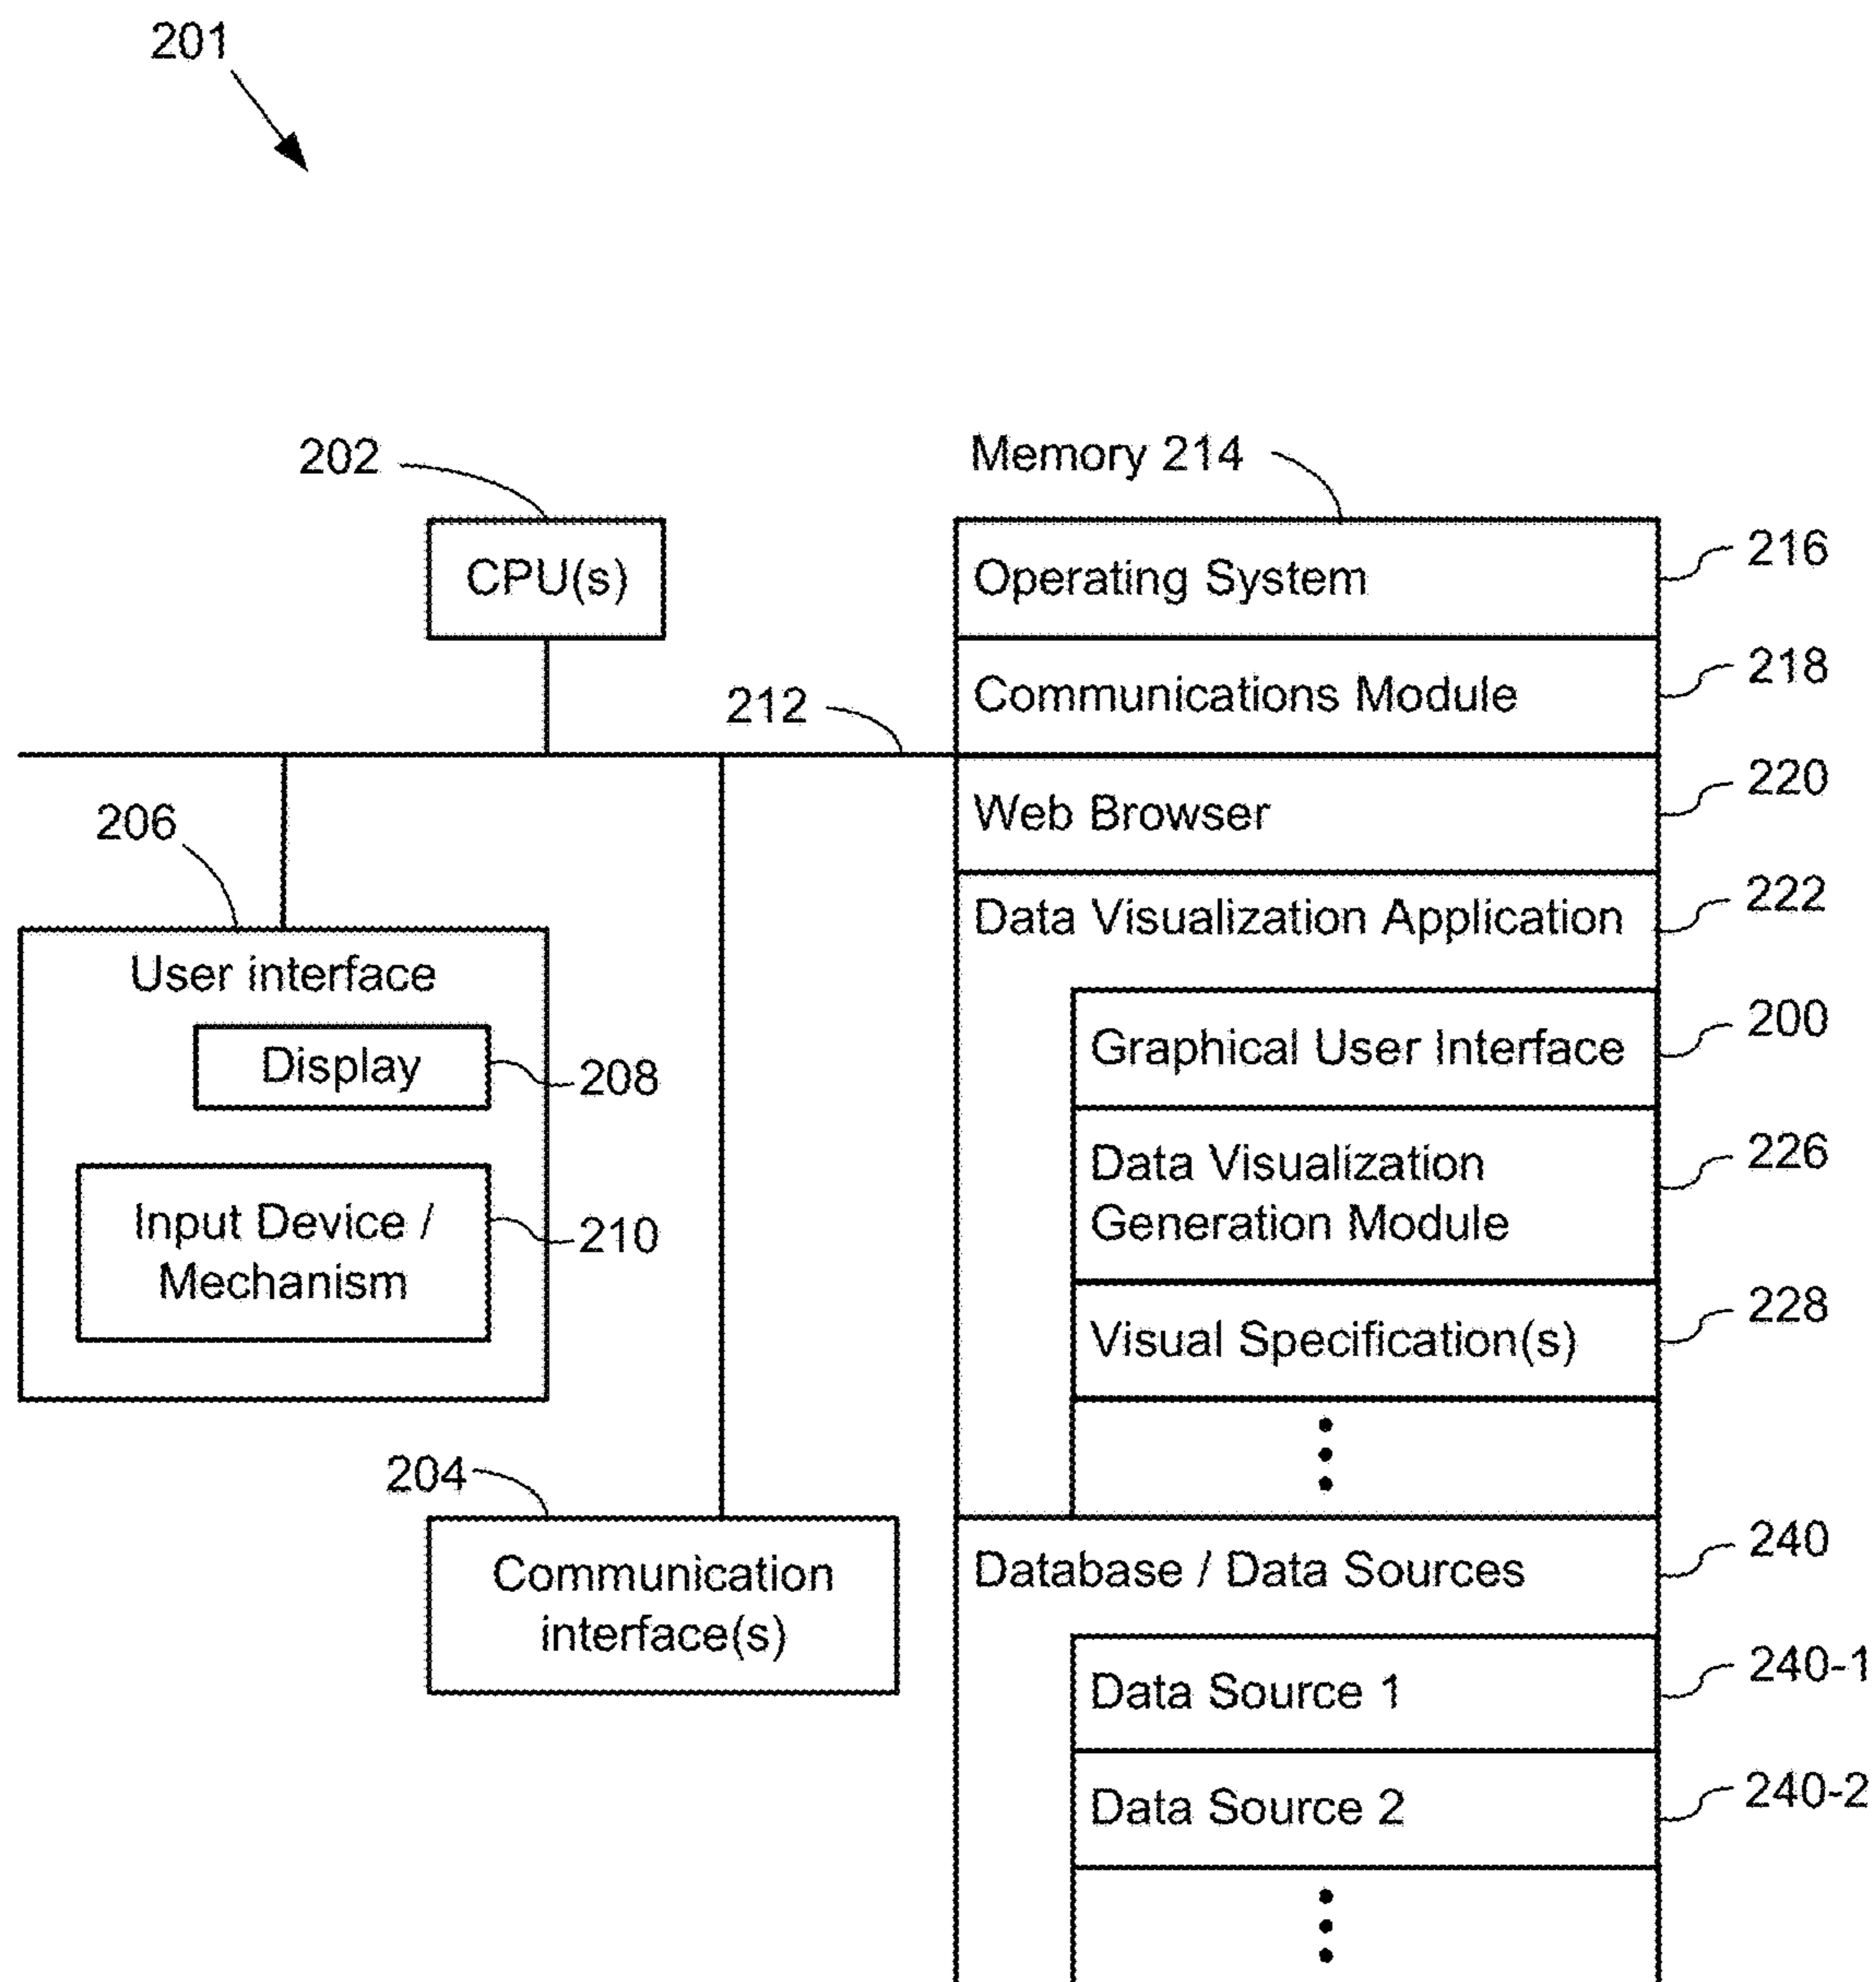 201
202
CPU(s)
212
206
User interface
Display
208
Input Device /
Mechanism
210
204
Communication
interface(s)
Memory 214
Operating System
216
Communications Module
218
Web Browser
220
Data Visualization Application
222
Graphical User Interface
200
Data Visualization
Generation Module
226
Visual Specification(s)
228
Database / Data Sources
240
Data Source 1
240-1
Data Source 2
240-2